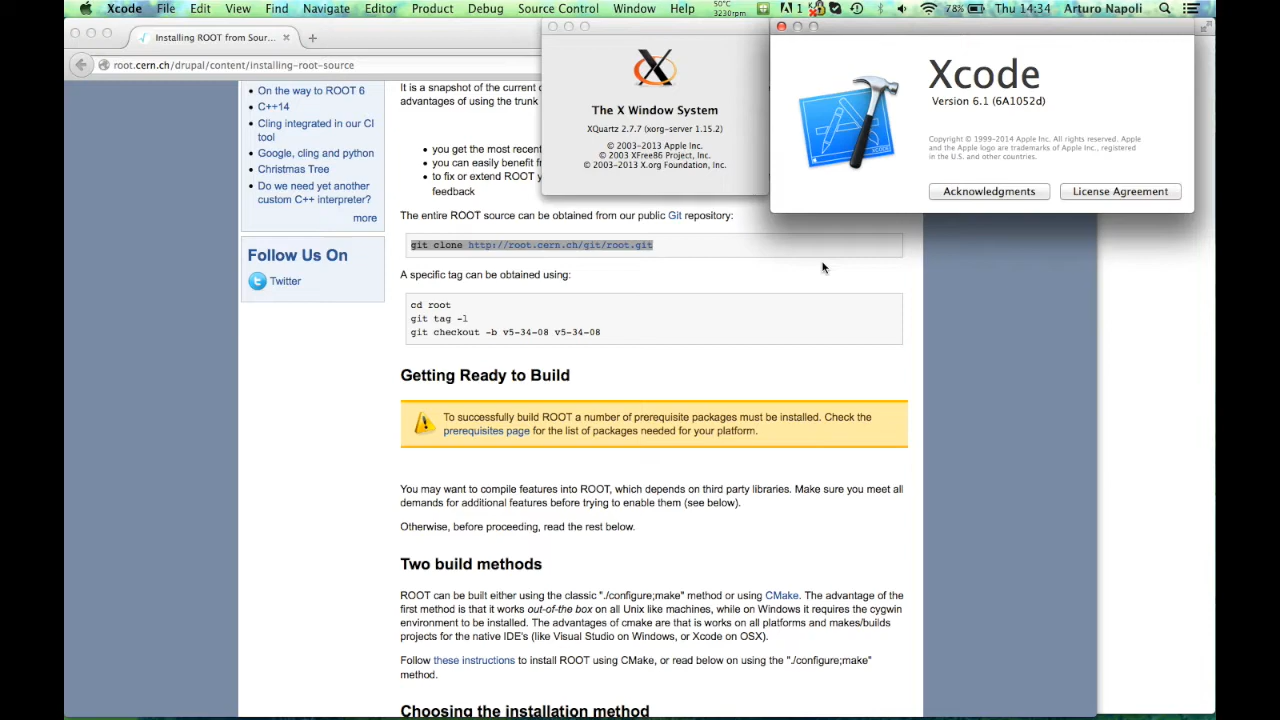 Xcode File Edit View Find Navigate Editor Product Debug Source Control Window Help 50°C 3230rpm 1 78% Thu 14:34 Arturo Napoli
Installing ROOT from Sour...
root.cern.ch/drupal/content/installing-root-source
On the way to ROOT 6
C++14
Cling integrated in our CI
tool
Google, cling and python
Christmas Tree
Do we need yet another
custom C++ interpreter?
more
Follow Us On
Twitter
It is a snapshot of the current
advantages of using the trunk
you get the most recent
you can easily benefit
to fix or extend ROOT
feedback
The entire ROOT source can be obtained from our public Git repository:
git clone http://root.cern.ch/git/root.git
A specific tag can be obtained using:
cd root
git tag -l
git checkout -b v5-34-08 v5-34-08
Getting Ready to Build
To successfully build ROOT a number of prerequisite packages must be installed. Check the
prerequisites page for the list of packages needed for your platform.
You may want to compile features into ROOT, which depends on third party libraries. Make sure you meet all
demands for additional features before trying to enable them (see below).
Otherwise, before proceeding, read the rest below.
Two build methods
ROOT can be built either using the classic "./configure;make" method or using CMake. The advantage of the
first method is that it works out-of-the box on all Unix like machines, while on Windows it requires the cygwin
environment to be installed. The advantages of cmake are that is works on all platforms and makes/builds
projects for the native IDE's (like Visual Studio on Windows, or Xcode on OSX).
Follow these instructions to install ROOT using CMake, or read below on using the "./configure;make"
method.
Choosing the installation method
The X Window System
XQuartz 2.7.7 (xorg-server 1.15.2)
© 2003-2013 Apple Inc.
© 2003 XFree86 Project, Inc.
© 2003-2013 X.org Foundation, Inc.
Xcode
Version 6.1 (6A1052d)
Copyright © 1999-2014 Apple Inc. All rights reserved. Apple
and the Apple logo are trademarks of Apple Inc., registered
in the U.S. and other countries.
Acknowledgments
License Agreement